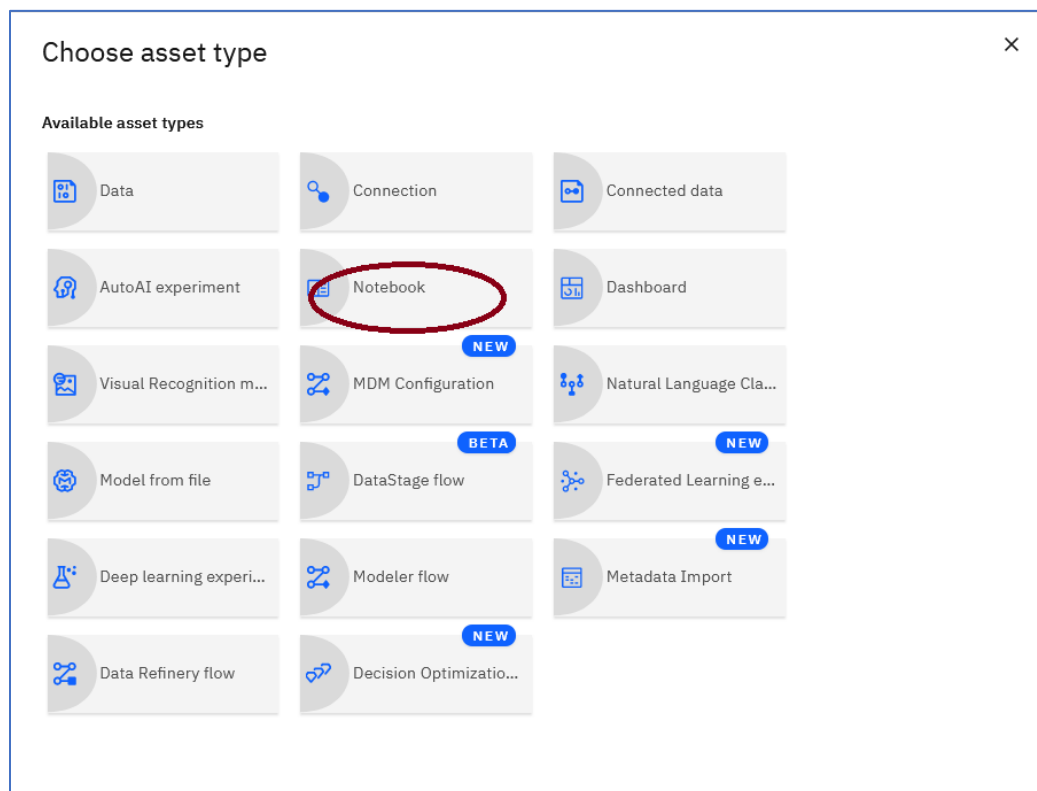 Choose asset type
Available asset types
Data
Connection
Connected data
AutoAI experiment
Notebook
Dashboard
NEW
Visual Recognition m...
MDM Configuration
Natural Language Cla...
BETA
NEW
Model from file
DataStage flow
Federated Learning e...
NEW
Deep learning experi...
Modeler flow
Metadata Import
NEW
Data Refinery flow
Decision Optimizatio...